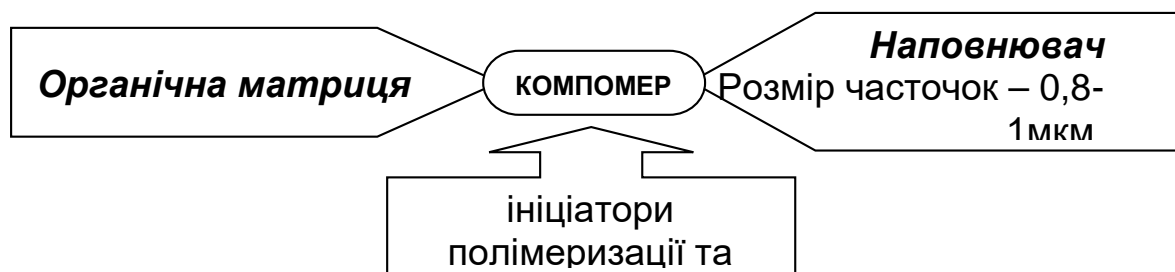 Органічна матриця
КОМПОМЕР
Наповнювач
Розмір часточок – 0,8-
1мкм
ініціатори
полімеризації та